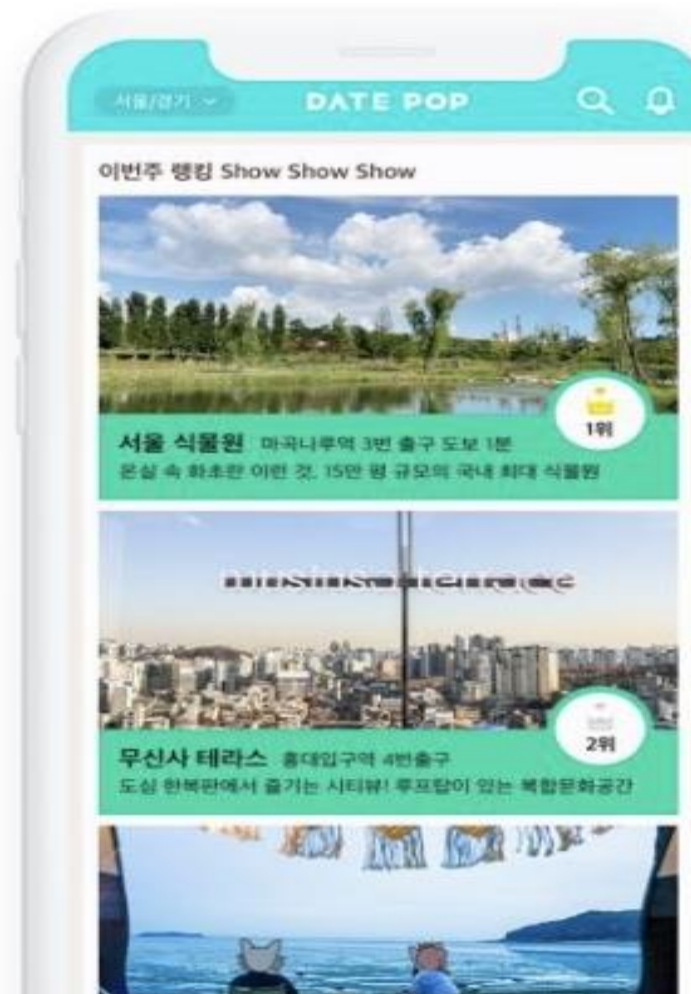 서울/경기
DATE POP
이번주 랭킹 Show Show Show
1위
서울 식물원 마곡나루역 3번 출구 도보 1분
온실 속 화초란 이런 것, 15만 평 규모의 국내 최대 식물원
musinsa terrace
2위
무신사 테라스 홍대입구역 4번출구
도심 한복판에서 즐기는 시티뷰! 루프탑이 있는 복합문화공간